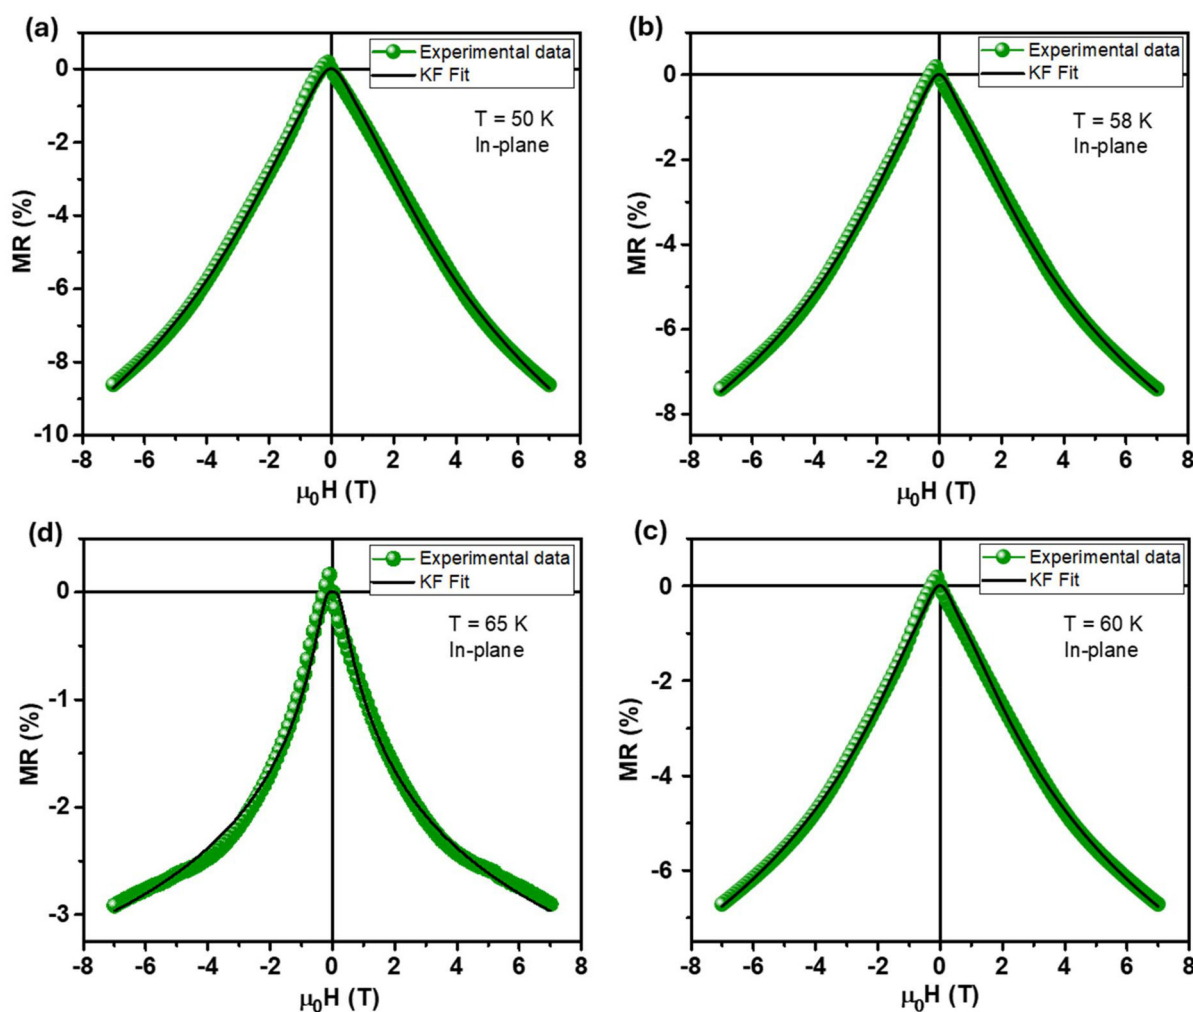 (a)
Experimental data
KF Fit
T = 50 K
In-plane
MR (%)
0
-2
-4
-6
-8
-10
-8 -6 -4 -2 0 2 4 6 8
μ0H (T)
(b)
Experimental data
KF Fit
T = 58 K
In-plane
MR (%)
0
-2
-4
-6
-8
-8 -6 -4 -2 0 2 4 6 8
μ0H (T)
(d)
Experimental data
KF Fit
T = 65 K
In-plane
MR (%)
0
-1
-2
-3
-8 -6 -4 -2 0 2 4 6 8
μ0H (T)
(c)
Experimental data
KF Fit
T = 60 K
In-plane
MR (%)
0
-2
-4
-6
-8 -6 -4 -2 0 2 4 6 8
μ0H (T)